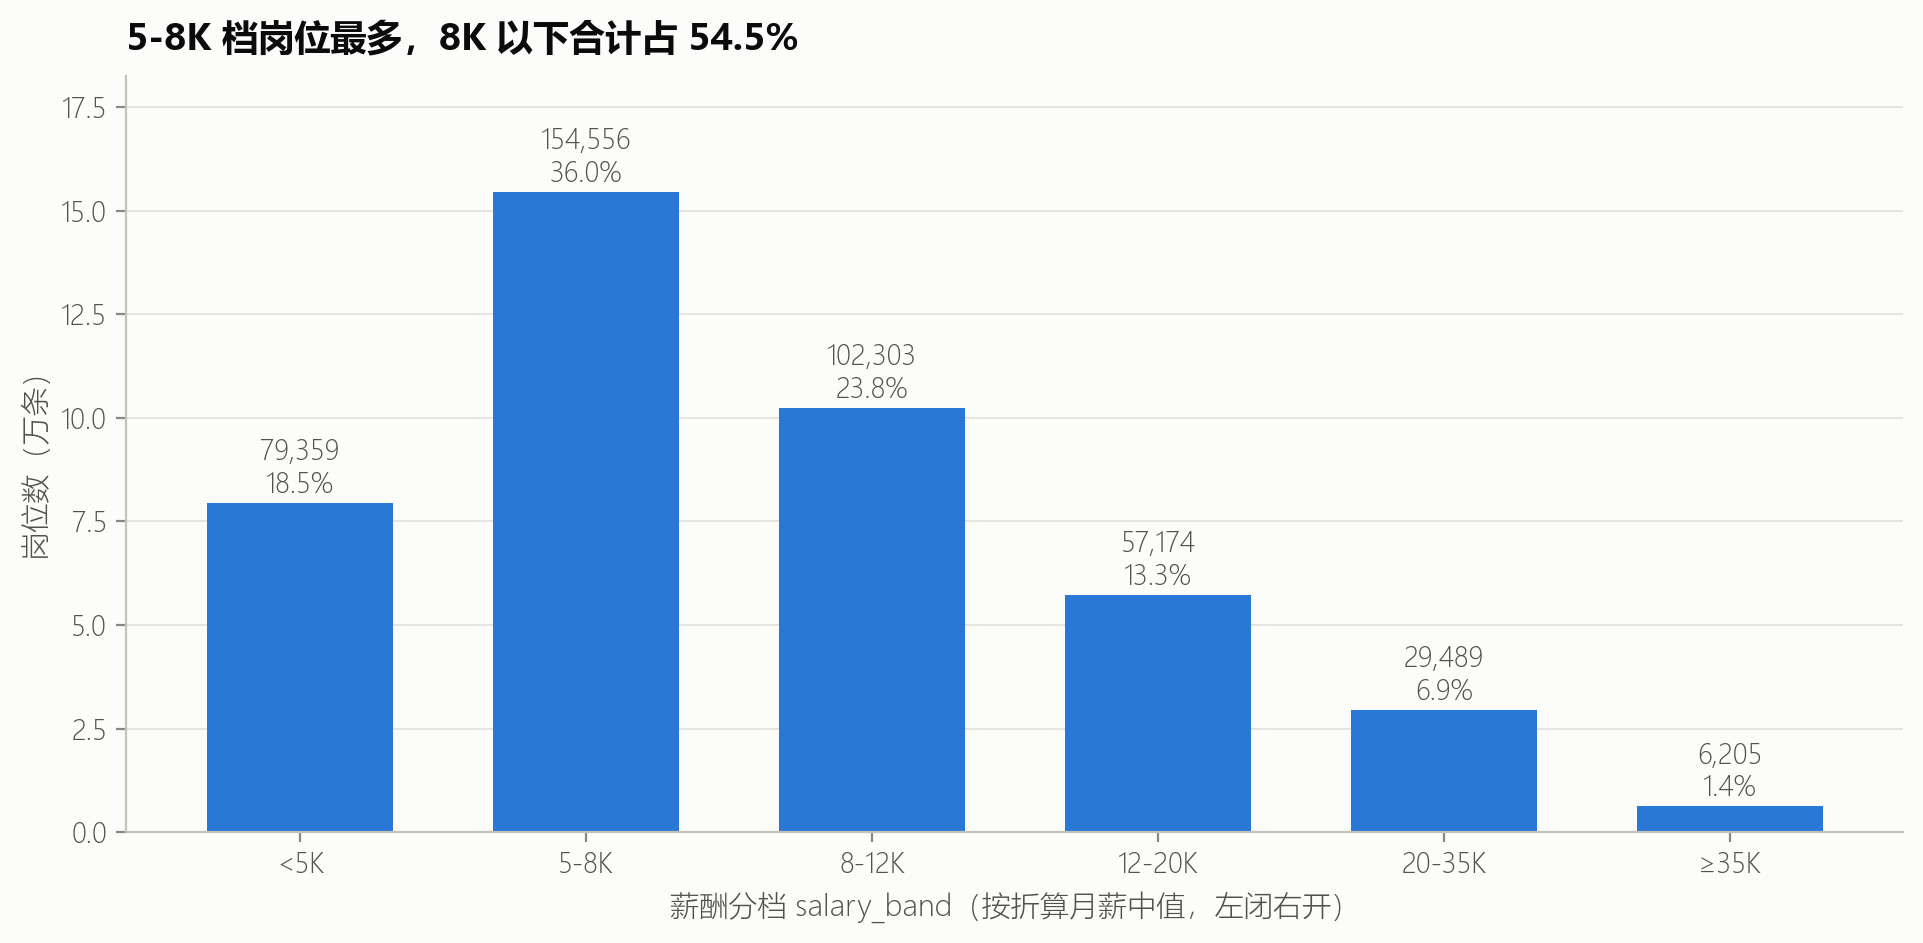 5-8K 档岗位最多，8K 以下合计占 54.5%
岗位数（万条）
17.5
15.0
12.5
10.0
7.5
5.0
2.5
0.0
79,359
18.5%
154,556
36.0%
102,303
23.8%
57,174
13.3%
29,489
6.9%
6,205
1.4%
<5K
5-8K
8-12K
12-20K
20-35K
≥35K
薪酬分档 salary_band（按折算月薪中值，左闭右开）